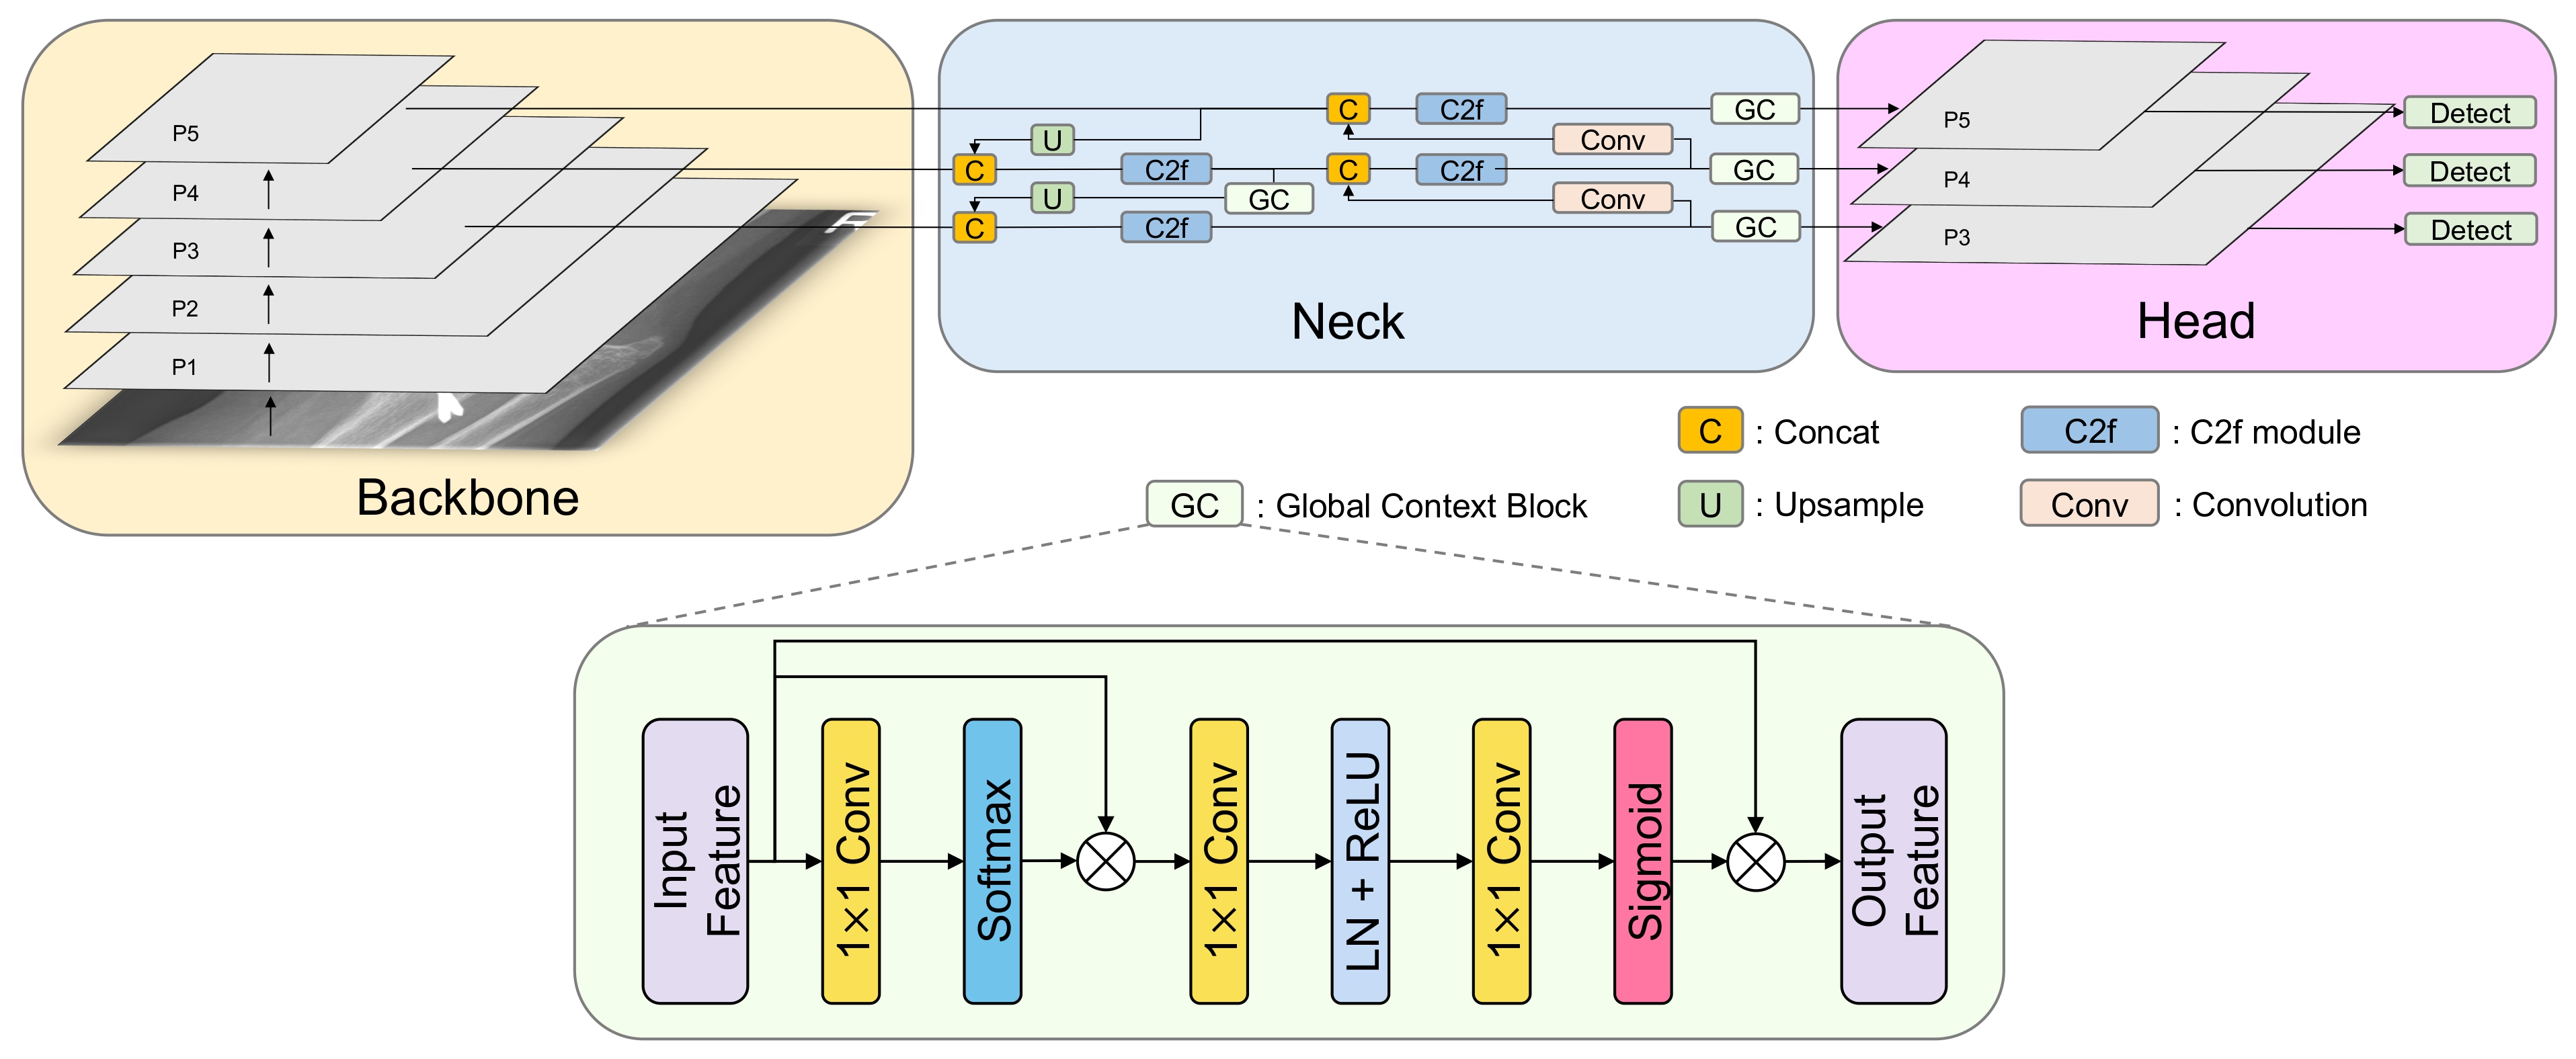 P5
P4
P3
P2
P1
R
Backbone
C
C2f
GC
U
Conv
C
C2f
C
C2f
GC
U
GC
Conv
C
C2f
GC
Neck
P5
P4
P3
Detect
Detect
Detect
Head
C : Concat
C2f : C2f module
GC : Global Context Block
U : Upsample
Conv : Convolution
Input
Feature
1×1 Conv
Softmax
1×1 Conv
LN + ReLU
1×1 Conv
Sigmoid
Output
Feature